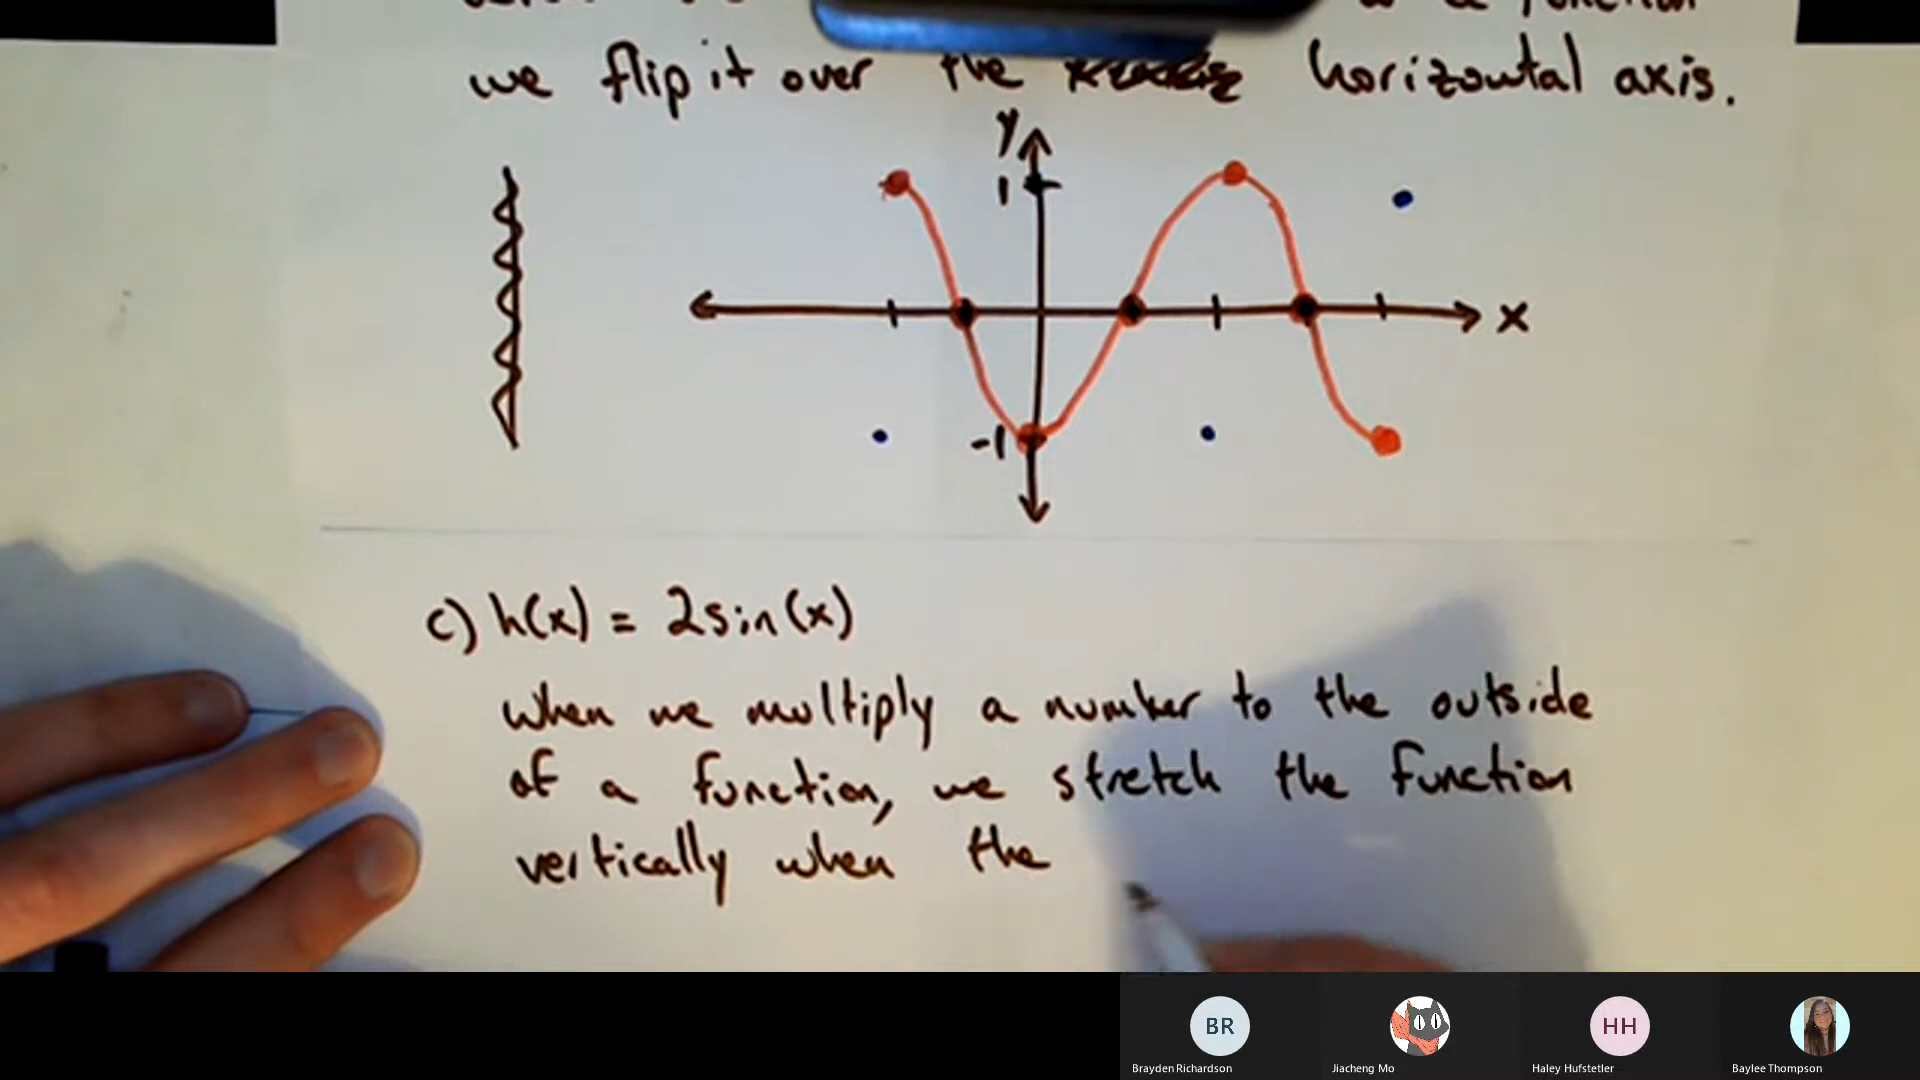 function
we flip it over the horizontal axis.
y
1
x
-1
c) h(x) = 2sin(x)
when we multiply a number to the outside
of a function, we stretch the function
vertically when the
BR
HH
Brayden Richardson
Jiacheng Mo
Haley Hufstetler
Baylee Thompson